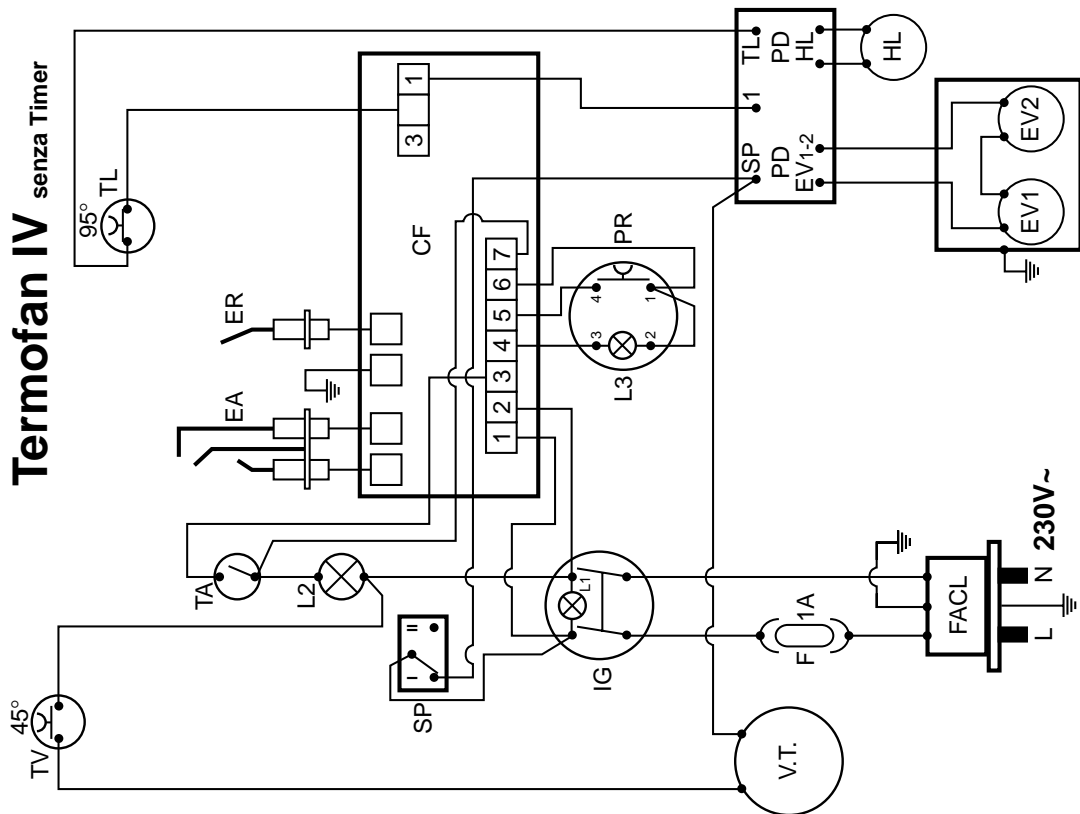 Termofan IV senza Timer
TV
45°
TA
L2
EA
ER
95°
TL
SP
I
II
CF
1
2
3
4
5
6
7
3
1
IG
L1
L3
PR
3
4
2
1
F
1A
V.T.
FACL
L
N
230V~
SP
1
TL
PD
PD
EV1-2
HL
HL
EV1
EV2